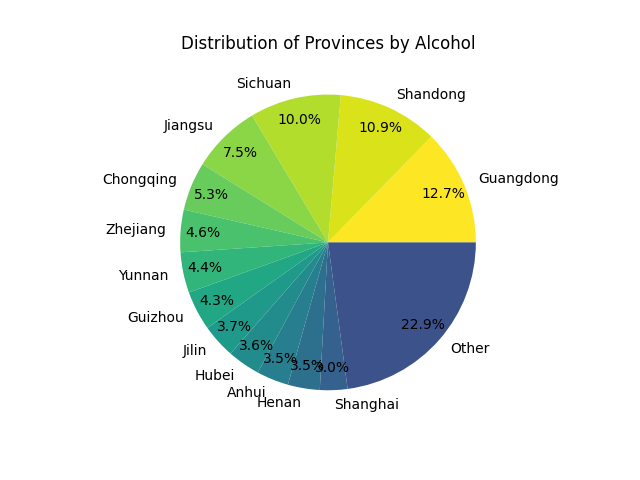 Distribution of Provinces by Alcohol
Guangdong
12.7%
Shandong
10.9%
Sichuan
10.0%
Jiangsu
7.5%
Chongqing
5.3%
Zhejiang
4.6%
Yunnan
4.4%
Guizhou
4.3%
Jilin
3.7%
Hubei
3.6%
Anhui
3.5%
Henan
3.5%
Shanghai
3.0%
Other
22.9%